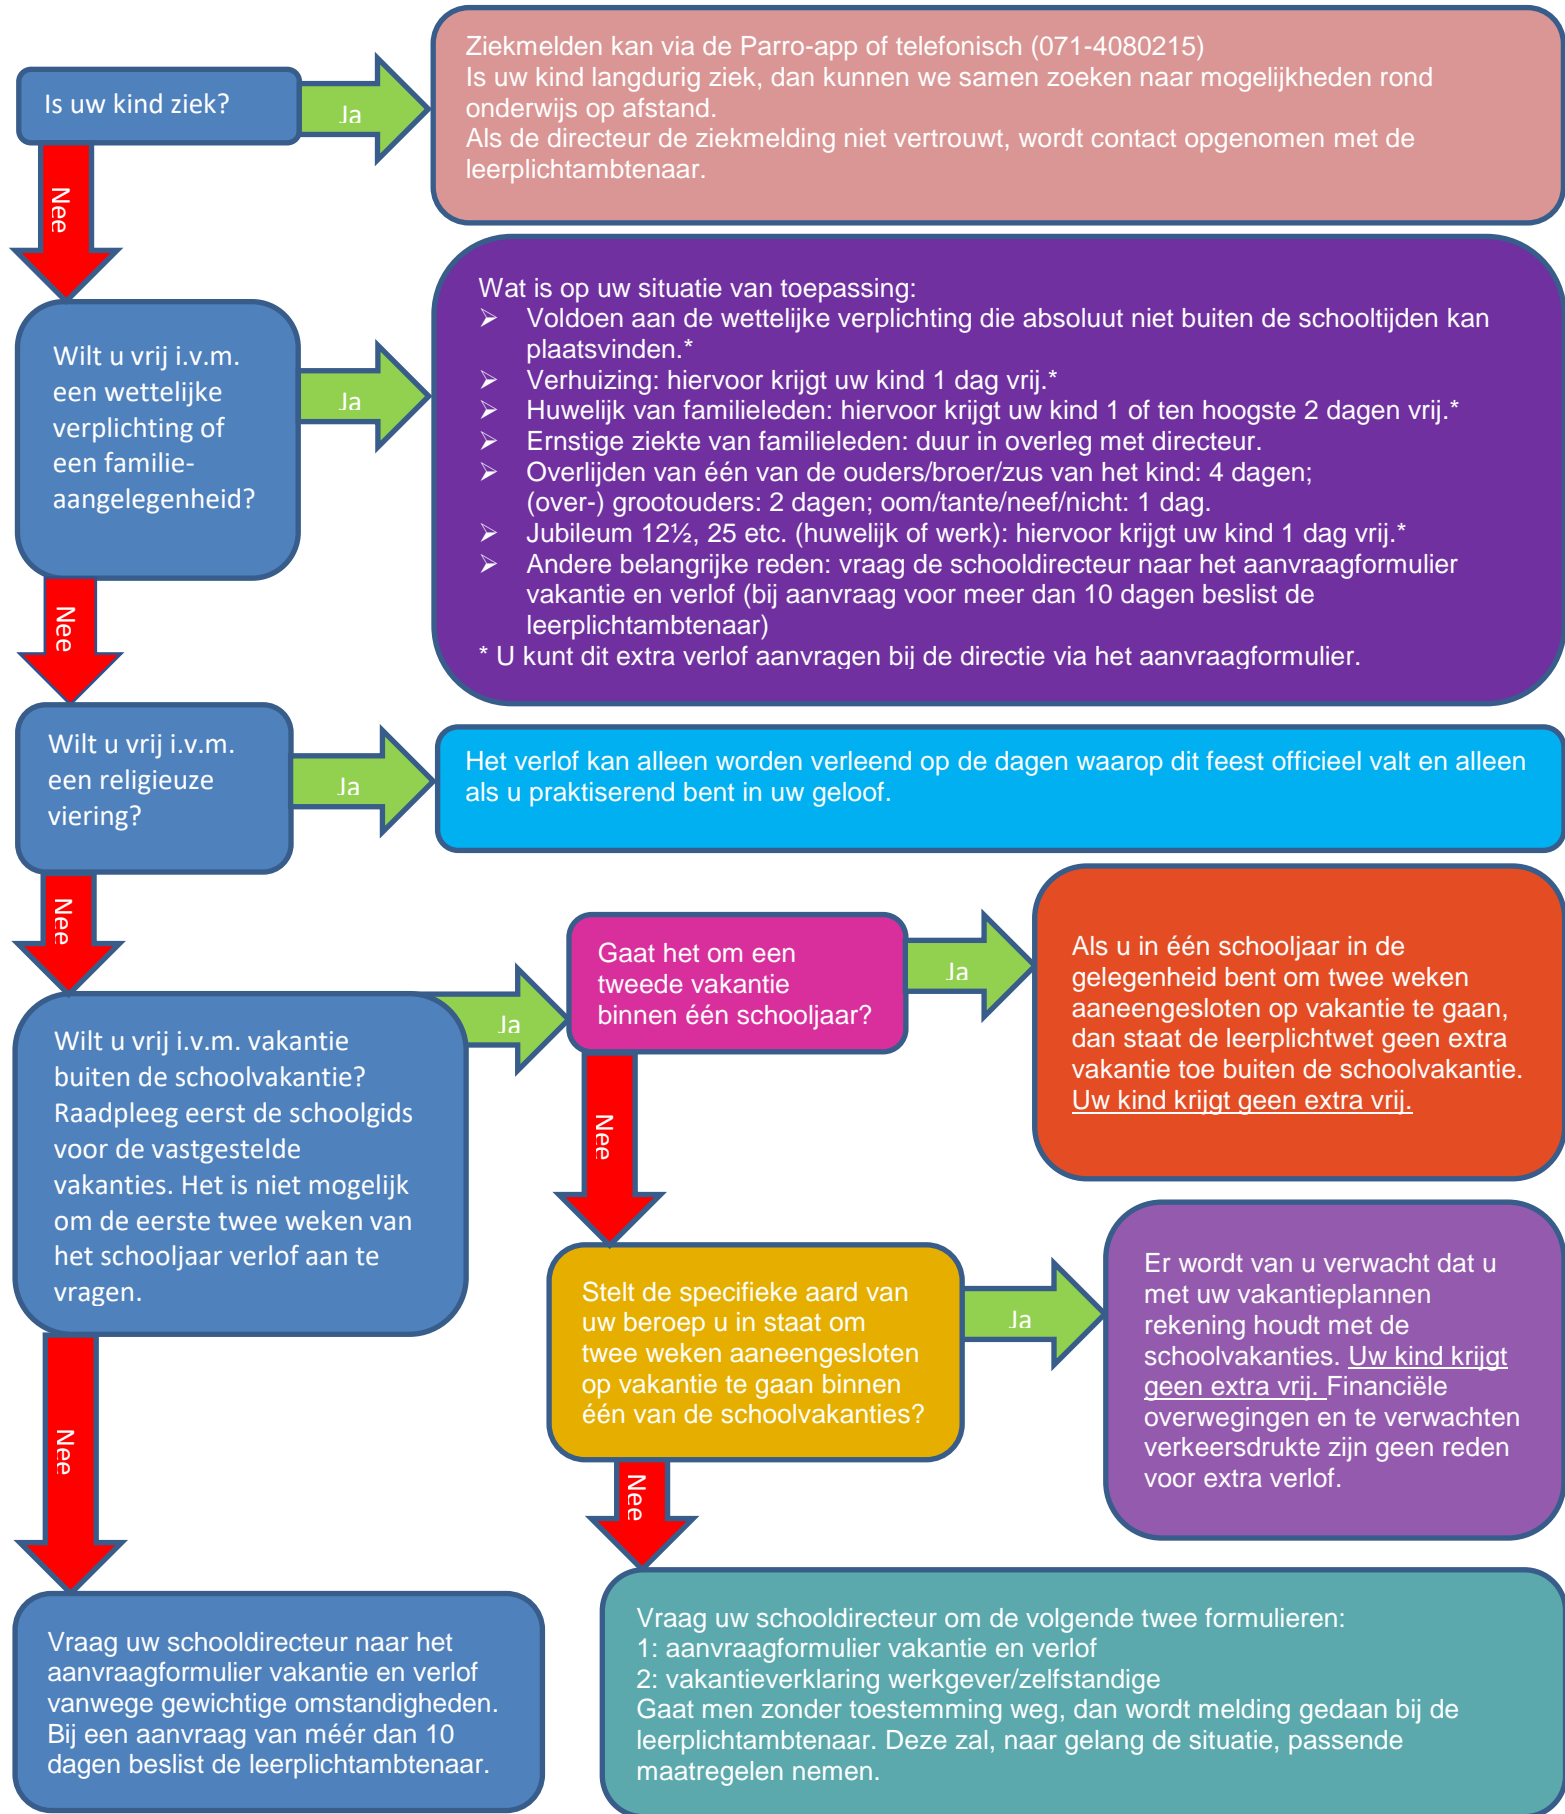 Is uw kind ziek?
Ja
Ziekmelden kan via de Parro-app of telefonisch (071-4080215)
Is uw kind langdurig ziek, dan kunnen we samen zoeken naar mogelijkheden rond
onderwijs op afstand.
Als de directeur de ziekmelding niet vertrouwt, wordt contact opgenomen met de
leerplichtambtenaar.
Nee
Wilt u vrij i.v.m.
een wettelijke
verplichting of
een familie-
aangelegenheid?
Ja
Wat is op uw situatie van toepassing:
➢ Voldoen aan de wettelijke verplichting die absoluut niet buiten de schooltijden kan
plaatsvinden.*
➢ Verhuizing: hiervoor krijgt uw kind 1 dag vrij.*
➢ Huwelijk van familieleden: hiervoor krijgt uw kind 1 of ten hoogste 2 dagen vrij.*
➢ Ernstige ziekte van familieleden: duur in overleg met directeur.
➢ Overlijden van één van de ouders/broer/zus van het kind: 4 dagen;
(over-) grootouders: 2 dagen; oom/tante/neef/nicht: 1 dag.
➢ Jubileum 12½, 25 etc. (huwelijk of werk): hiervoor krijgt uw kind 1 dag vrij.*
➢ Andere belangrijke reden: vraag de schooldirecteur naar het aanvraagformulier
vakantie en verlof (bij aanvraag voor meer dan 10 dagen beslist de
leerplichtambtenaar)
* U kunt dit extra verlof aanvragen bij de directie via het aanvraagformulier.
Nee
Wilt u vrij i.v.m.
een religieuze
viering?
Ja
Het verlof kan alleen worden verleend op de dagen waarop dit feest officieel valt en alleen
als u praktiserend bent in uw geloof.
Nee
Wilt u vrij i.v.m. vakantie
buiten de schoolvakantie?
Raadpleeg eerst de schoolgids
voor de vastgestelde
vakanties. Het is niet mogelijk
om de eerste twee weken van
het schooljaar verlof aan te
vragen.
Ja
Gaat het om een
tweede vakantie
binnen één schooljaar?
Ja
Als u in één schooljaar in de
gelegenheid bent om twee weken
aaneengesloten op vakantie te gaan,
dan staat de leerplichtwet geen extra
vakantie toe buiten de schoolvakantie.
Uw kind krijgt geen extra vrij.
Nee
Stelt de specifieke aard van
uw beroep u in staat om
twee weken aaneengesloten
op vakantie te gaan binnen
één van de schoolvakanties?
Ja
Er wordt van u verwacht dat u
met uw vakantieplannen
rekening houdt met de
schoolvakanties. Uw kind krijgt
geen extra vrij. Financiële
overwegingen en te verwachten
verkeersdrukte zijn geen reden
voor extra verlof.
Nee
Nee
Vraag uw schooldirecteur naar het
aanvraagformulier vakantie en verlof
vanwege gewichtige omstandigheden.
Bij een aanvraag van méér dan 10
dagen beslist de leerplichtambtenaar.
Vraag uw schooldirecteur om de volgende twee formulieren:
1: aanvraagformulier vakantie en verlof
2: vakantieverklaring werkgever/zelfstandige
Gaat men zonder toestemming weg, dan wordt melding gedaan bij de
leerplichtambtenaar. Deze zal, naar gelang de situatie, passende
maatregelen nemen.